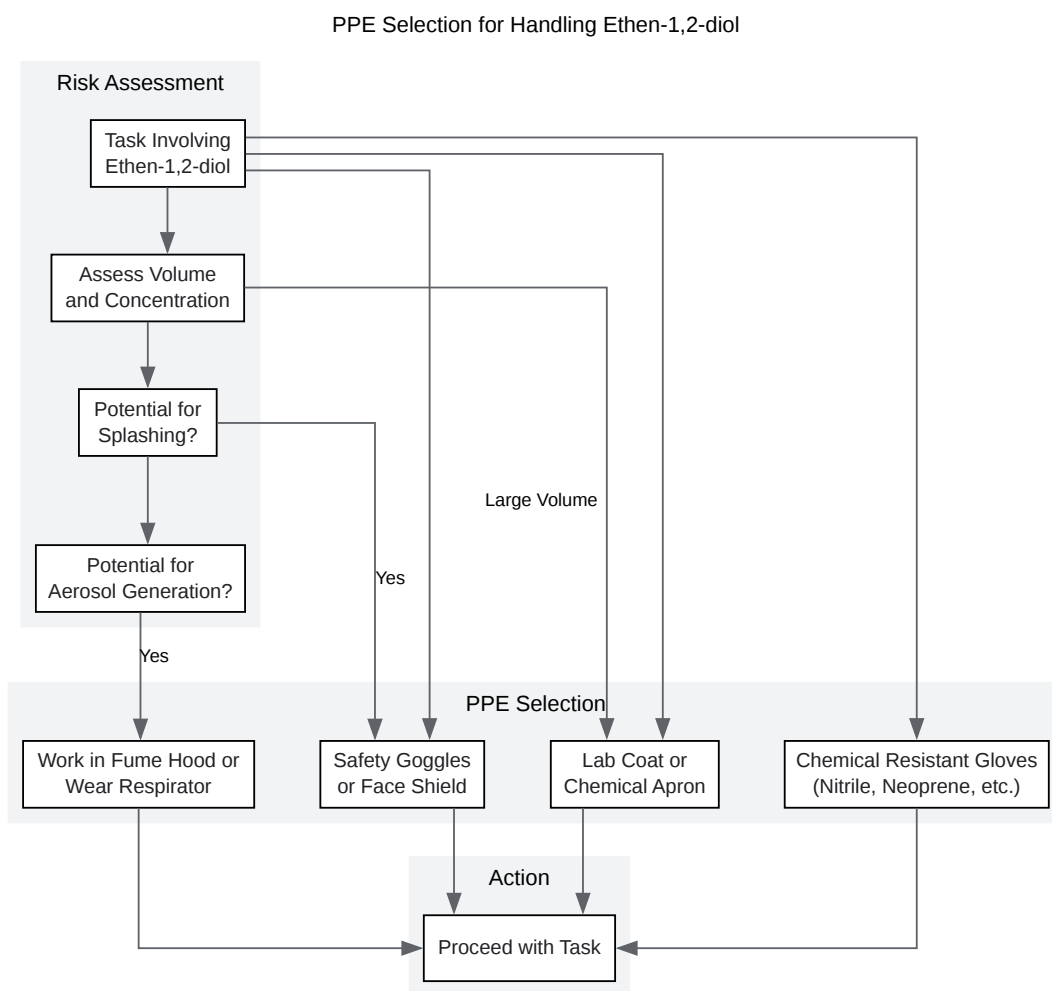 PPE Selection for Handling Ethen-1,2-diol
Risk Assessment
Task Involving
Ethen-1,2-diol
Assess Volume
and Concentration
Potential for
Splashing?
Large Volume
Potential for
Aerosol Generation?
Yes
Yes
PPE Selection
Work in Fume Hood or
Wear Respirator
Safety Goggles
or Face Shield
Lab Coat or
Chemical Apron
Chemical Resistant Gloves
(Nitrile, Neoprene, etc.)
Action
Proceed with Task